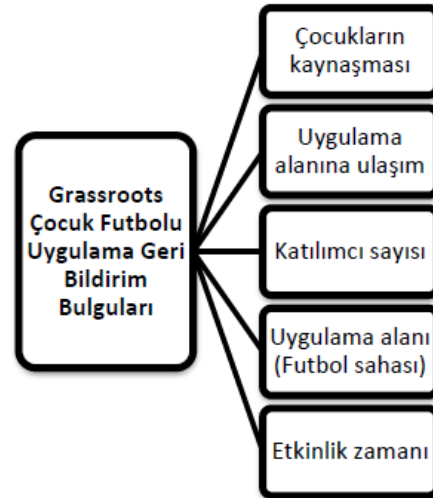 Grassroots
Çocuk Futbolu
Uygulama Geri
Bildirim
Bulguları
Çocukların
kaynaşması
Uygulama
alanına ulaşım
Katılımcı sayısı
Uygulama alanı
(Futbol sahası)
Etkinlik zamanı